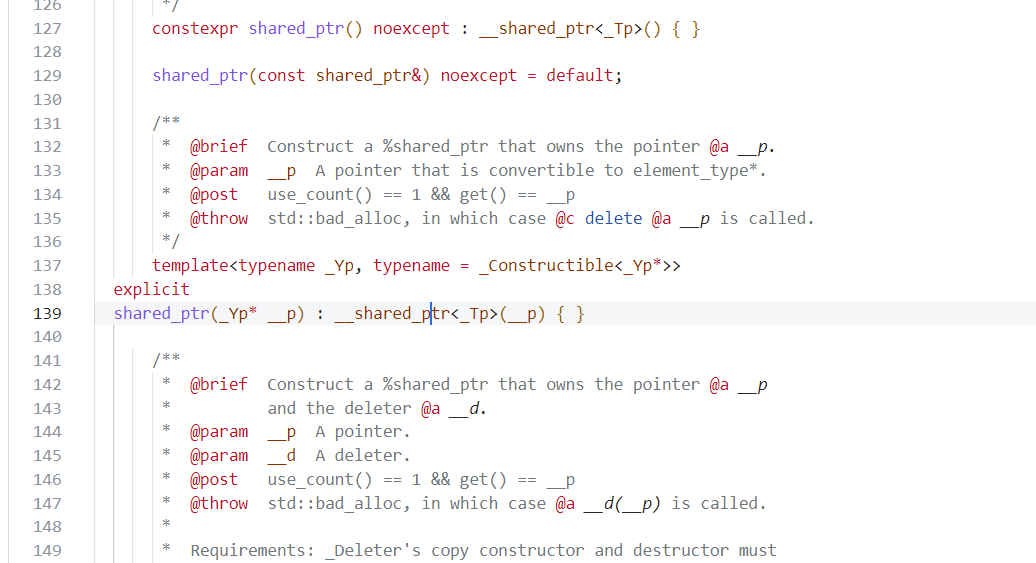 126 */
127 constexpr shared_ptr() noexcept : __shared_ptr<_Tp>() { }
128
129 shared_ptr(const shared_ptr&) noexcept = default;
130
131 /**
132 * @brief Construct a %shared_ptr that owns the pointer @a __p.
133 * @param __p A pointer that is convertible to element_type*.
134 * @post use_count() == 1 && get() == __p
135 * @throw std::bad_alloc, in which case @c delete @a __p is called.
136 */
137 template<typename _Yp, typename = _Constructible<_Yp*>>
138 explicit
139 shared_ptr(_Yp* __p) : __shared_ptr<_Tp>(__p) { }
140
141 /**
142 * @brief Construct a %shared_ptr that owns the pointer @a __p
143 * and the deleter @a __d.
144 * @param __p A pointer.
145 * @param __d A deleter.
146 * @post use_count() == 1 && get() == __p
147 * @throw std::bad_alloc, in which case @a __d(__p) is called.
148 *
149 * Requirements: _Deleter's copy constructor and destructor must